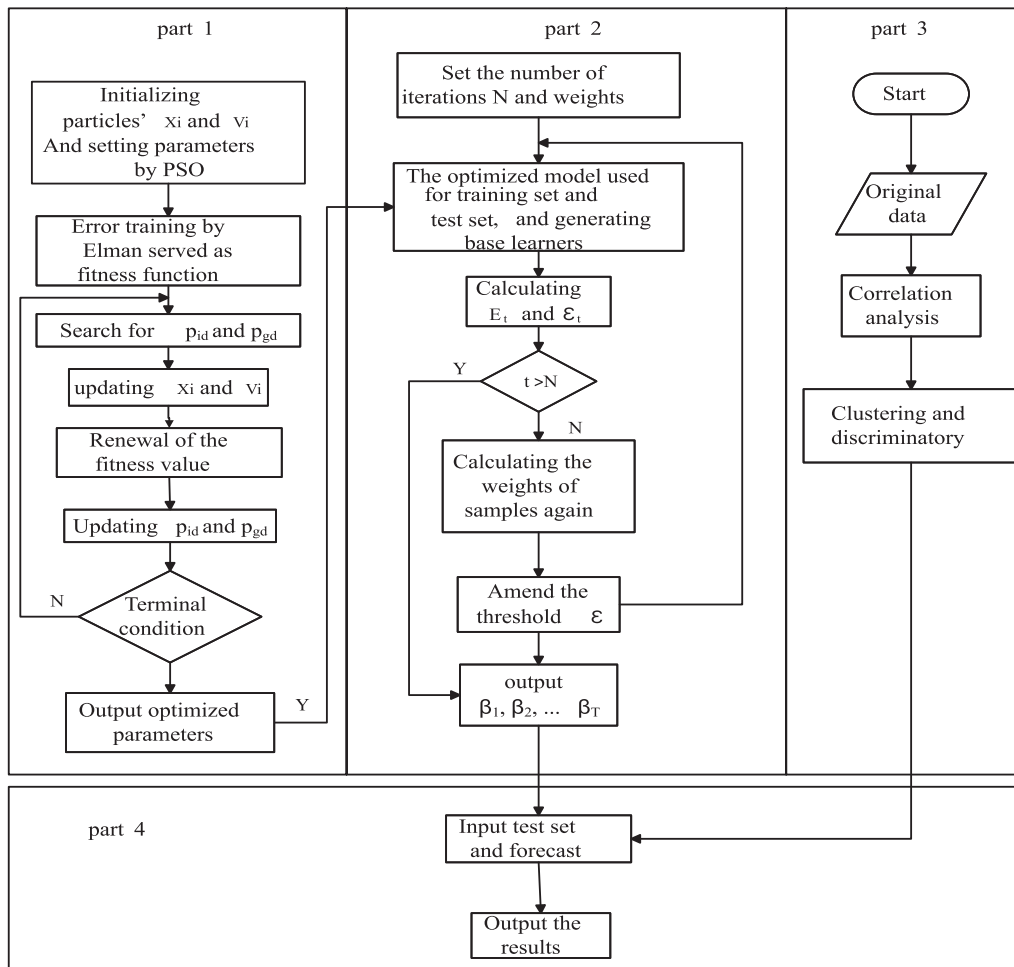 part 1
Initializing
particles' Xi and Vi
And setting parameters
by PSO
Error training by
Elman served as
fitness function
Search for pid and pgd
updating Xi and Vi
Renewal of the
fitness value
Updating pid and pgd
N
Terminal
condition
Output optimized
parameters
Y
part 2
Set the number of
iterations N and weights
The optimized model used
for training set and
test set, and generating
base learners
Calculating
Et and εt
Y
t >N
N
Calculating the
weights of
samples again
Amend the
threshold ε
output
β1, β2, ... βT
part 3
Start
Original
data
Correlation
analysis
Clustering and
discriminatory
part 4
Input test set
and forecast
Output the
results